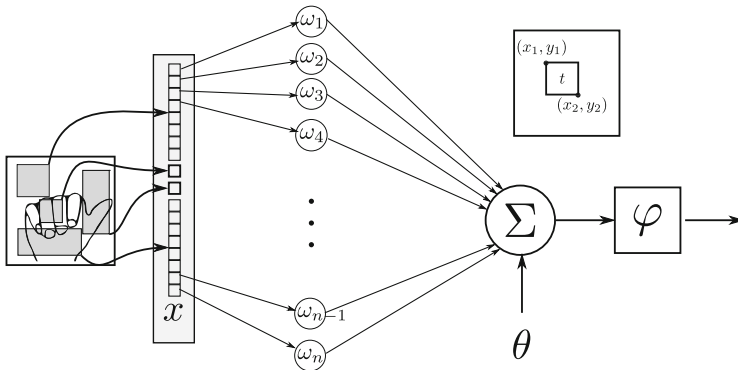 ω₁
ω₂
ω₃
ω₄
ωₙ₋₁
ωₙ
x
Σ
θ
φ
(x₁, y₁)
t
(x₂, y₂)